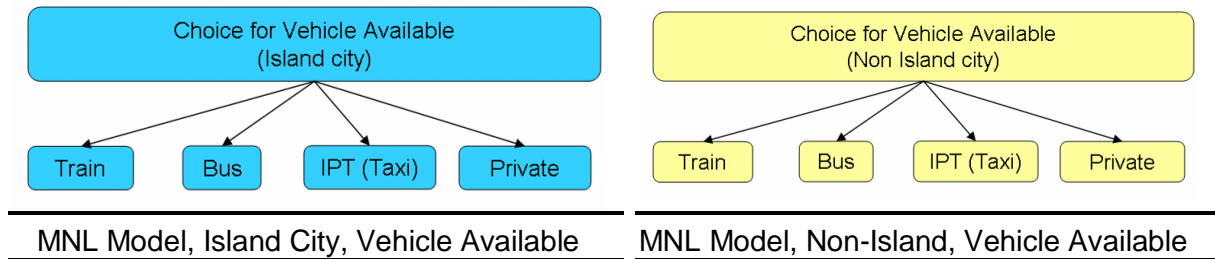 Choice for Vehicle Available
(Island city)
Train
Bus
IPT (Taxi)
Private
MNL Model, Island City, Vehicle Available
Choice for Vehicle Available
(Non Island city)
Train
Bus
IPT (Taxi)
Private
MNL Model, Non-Island, Vehicle Available